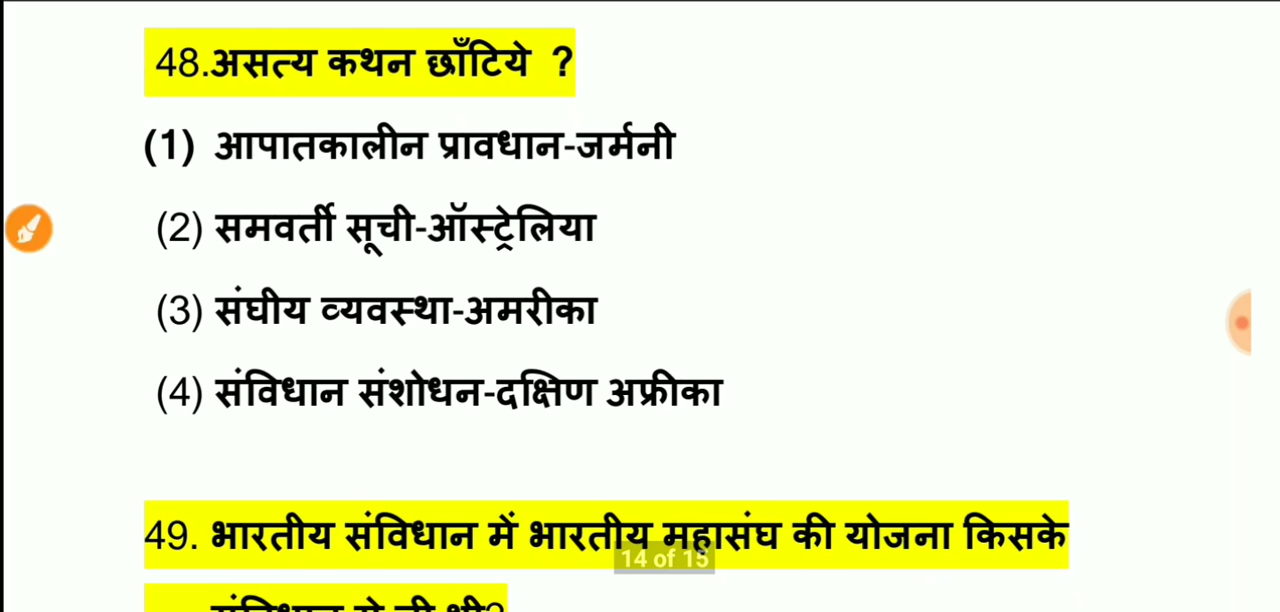 48.असत्य कथन छाँटिये ?
(1) आपातकालीन प्रावधान-जर्मनी
(2) समवर्ती सूची-ऑस्ट्रेलिया
(3) संघीय व्यवस्था-अमरीका
(4) संविधान संशोधन-दक्षिण अफ्रीका
49. भारतीय संविधान में भारतीय महासंघ की योजना किसके
14 of 15